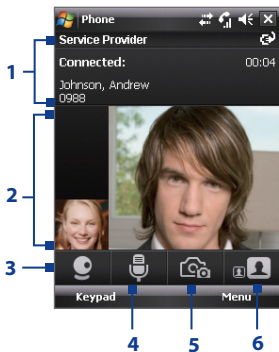 Phone
Service Provider
Connected: 00:04
Johnson, Andrew
0988
1
2
3
Keypad Menu
4 5 6